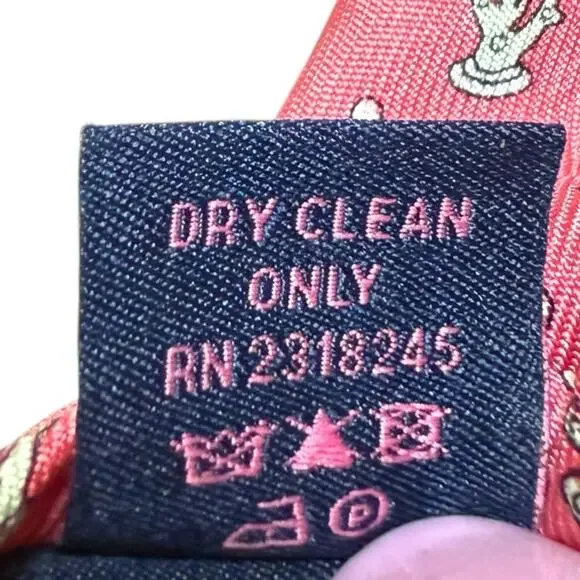 DRY CLEAN
ONLY
RN 2318245
P